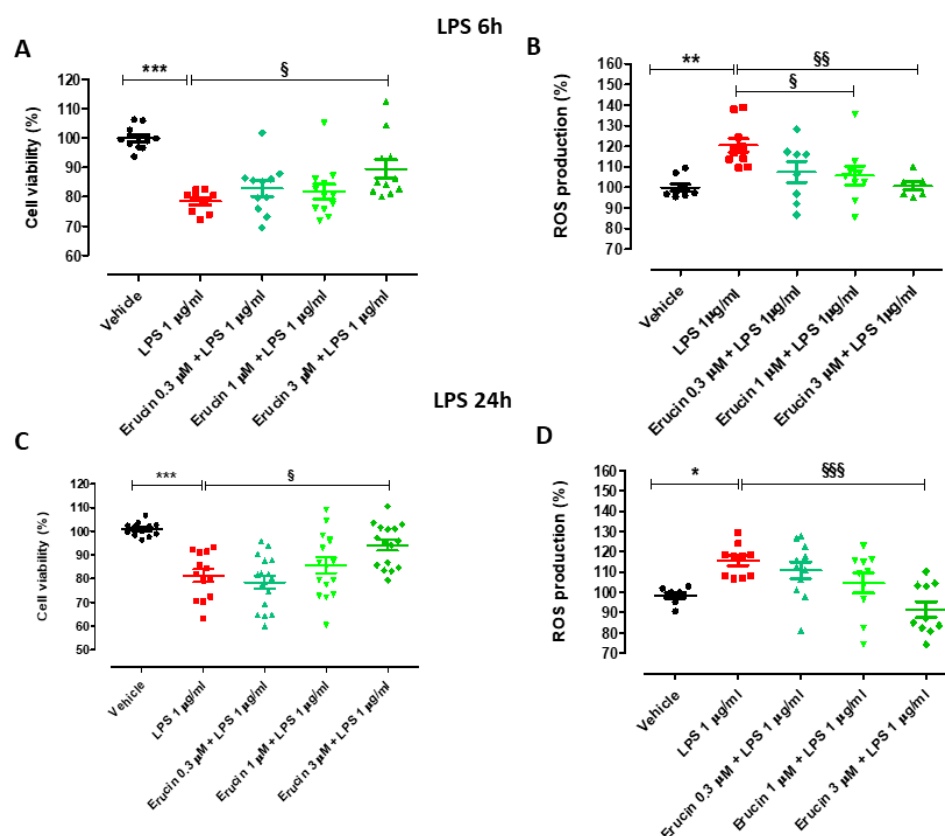 LPS 6h
A
*** §
Cell viability (%)
120
110
100
90
80
70
60
Vehicle
LPS 1 µg/ml
Erucin 0.3 µM + LPS 1 µg/ml
Erucin 1 µM + LPS 1 µg/ml
Erucin 3 µM + LPS 1 µg/ml
B
** §§
§
ROS production (%)
160
150
140
130
120
110
100
90
80
70
Vehicle
LPS 1µg/ml
Erucin 0.3 µM + LPS 1µg/ml
Erucin 1 µM + LPS 1µg/ml
Erucin 3 µM + LPS 1µg/ml
LPS 24h
C
*** §
Cell viability (%)
120
110
100
90
80
70
60
50
Vehicle
LPS 1 µg/ml
Erucin 0.3 µM + LPS 1 µg/ml
Erucin 1 µM + LPS 1 µg/ml
Erucin 3 µM + LPS 1 µg/ml
D
* §§§
ROS production (%)
160
150
140
130
120
110
100
90
80
70
Vehicle
LPS 1 µg/ml
Erucin 0.3 µM + LPS 1 µg/ml
Erucin 1 µM + LPS 1 µg/ml
Erucin 3 µM + LPS 1 µg/ml